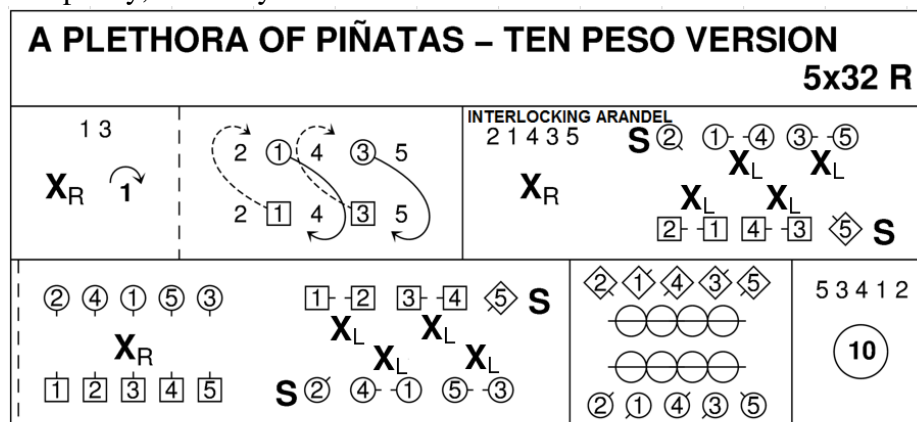 A PLETHORA OF PIÑATAS – TEN PESO VERSION
5x32 R
1 3
XR 1
2 1 4 3 5
2 1 4 3 5
INTERLOCKING ARANDEL
2 1 4 3 5
XR
S 2 1 4 3 5
XL XL
XL XL
2 1 4 3 5 S
2 4 1 5 3
XR
1 2 3 4 5
1 2 3 4 5 S
XL XL
XL XL
S 2 4 1 5 3
2 1 4 3 5
2 1 4 3 5
5 3 4 1 2
10